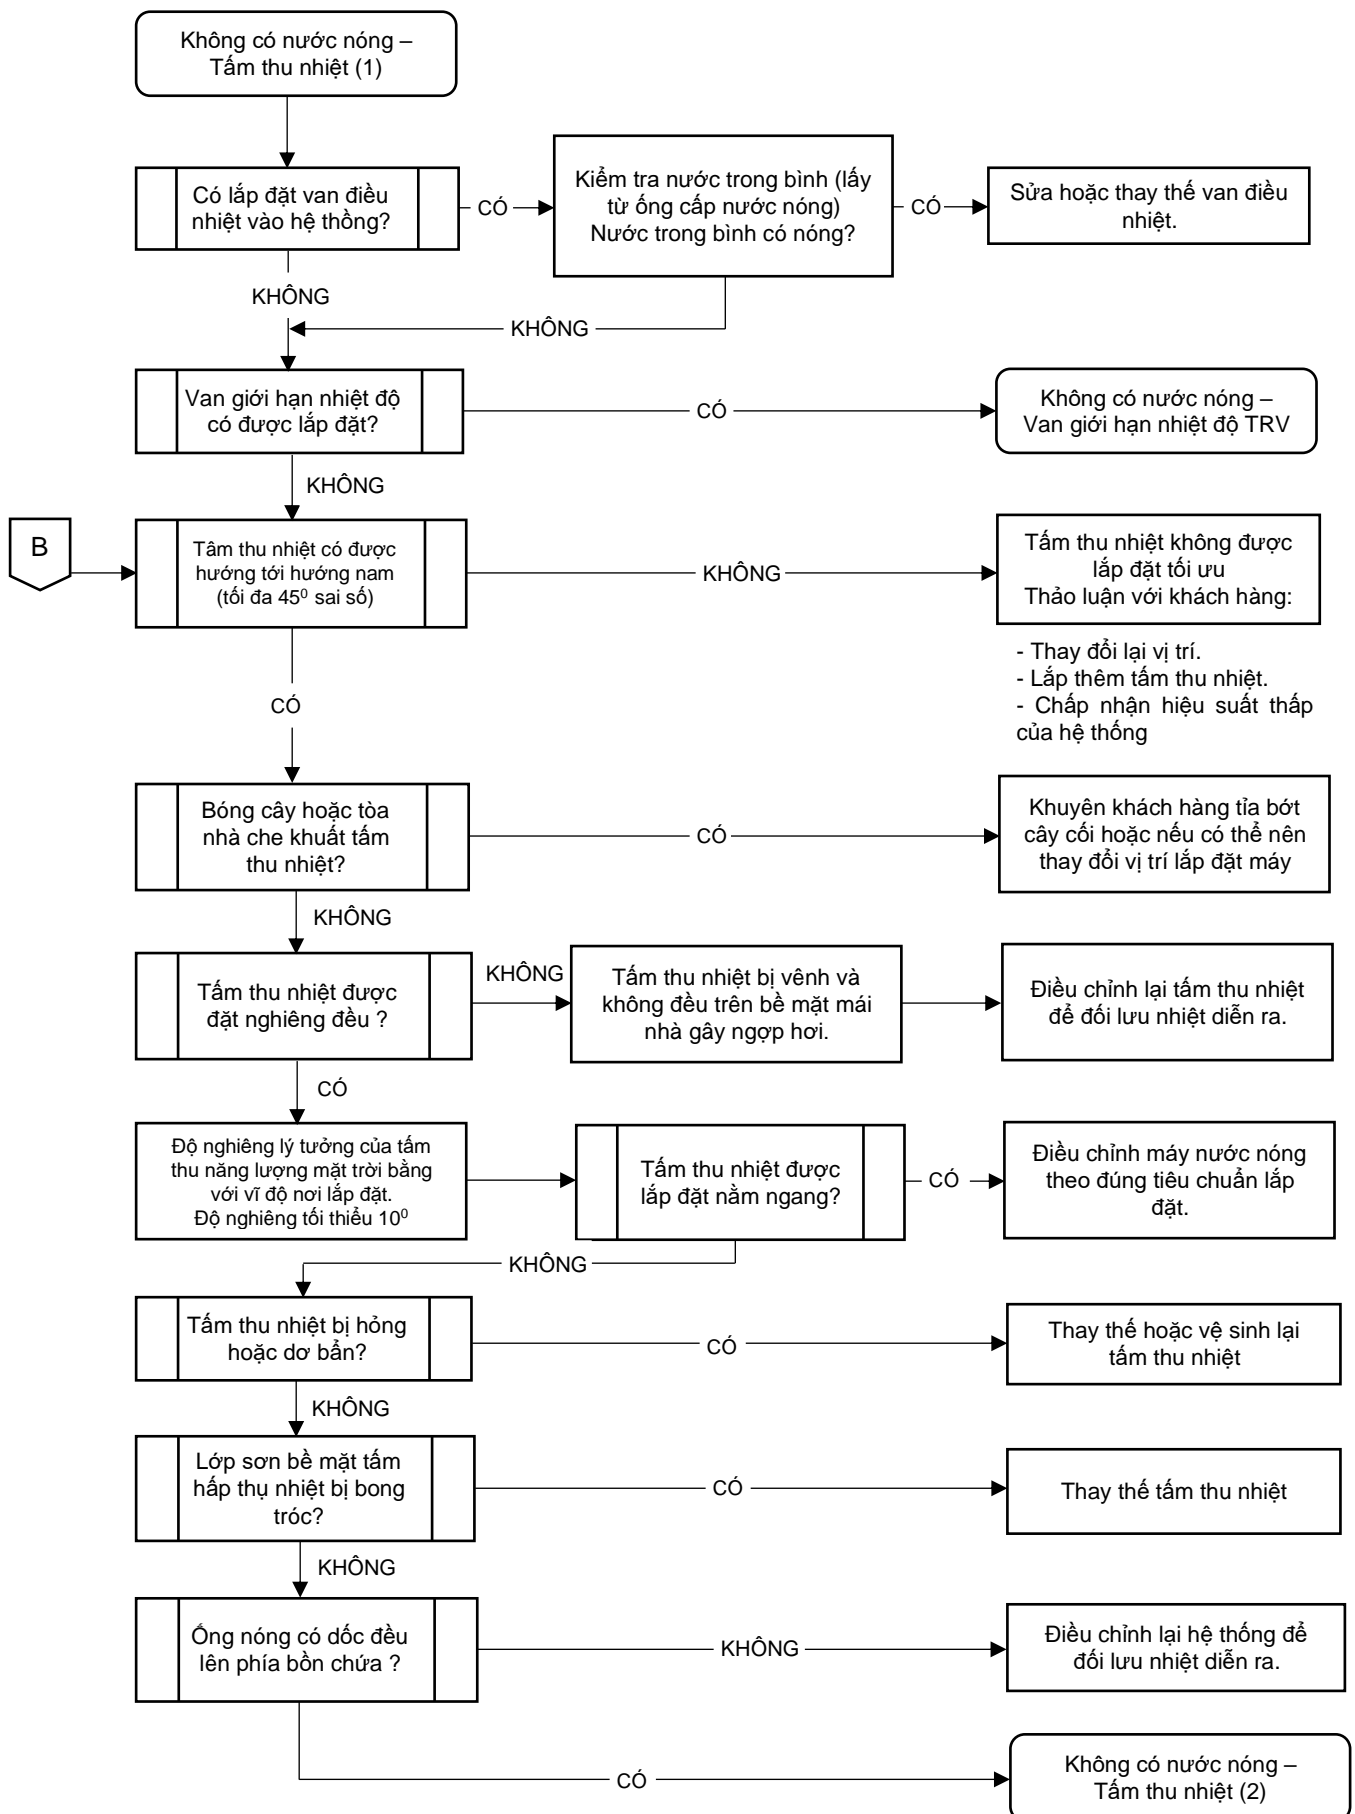 Không có nước nóng –
Tấm thu nhiệt (1)
Có lắp đặt van điều
nhiệt vào hệ thồng?
CÓ
Kiểm tra nước trong bình (lấy
từ ống cấp nước nóng)
Nước trong bình có nóng?
CÓ
Sửa hoặc thay thế van điều
nhiệt.
KHÔNG
KHÔNG
Van giới hạn nhiệt độ
có được lắp đặt?
CÓ
Không có nước nóng –
Van giới hạn nhiệt độ TRV
KHÔNG
B
Tâm thu nhiệt có được
hướng tới hướng nam
(tối đa 45⁰ sai số)
KHÔNG
Tấm thu nhiệt không được
lắp đặt tối ưu
Thảo luận với khách hàng:
- Thay đổi lại vị trí.
- Lắp thêm tấm thu nhiệt.
- Chấp nhận hiệu suất thấp
của hệ thống
CÓ
Bóng cây hoặc tòa
nhà che khuất tấm
thu nhiệt?
CÓ
Khuyên khách hàng tỉa bớt
cây cối hoặc nếu có thể nên
thay đổi vị trí lắp đặt máy
KHÔNG
Tấm thu nhiệt được
đặt nghiêng đều ?
KHÔNG
Tấm thu nhiệt bị vênh và
không đều trên bề mặt mái
nhà gây ngợp hơi.
Điều chỉnh lại tấm thu nhiệt
để đối lưu nhiệt diễn ra.
CÓ
Độ nghiêng lý tưởng của tấm
thu năng lượng mặt trời bằng
với vĩ độ nơi lắp đặt.
Độ nghiêng tối thiểu 10⁰
Tấm thu nhiệt được
lắp đặt nằm ngang?
CÓ
Điều chỉnh máy nước nóng
theo đúng tiêu chuẩn lắp
đặt.
KHÔNG
Tấm thu nhiệt bị hỏng
hoặc dơ bẩn?
CÓ
Thay thế hoặc vệ sinh lại
tấm thu nhiệt
KHÔNG
Lớp sơn bề mặt tấm
hấp thụ nhiệt bị bong
tróc?
CÓ
Thay thế tấm thu nhiệt
KHÔNG
Ống nóng có dốc đều
lên phía bồn chứa ?
KHÔNG
Điều chỉnh lại hệ thống để
đối lưu nhiệt diễn ra.
CÓ
Không có nước nóng –
Tấm thu nhiệt (2)